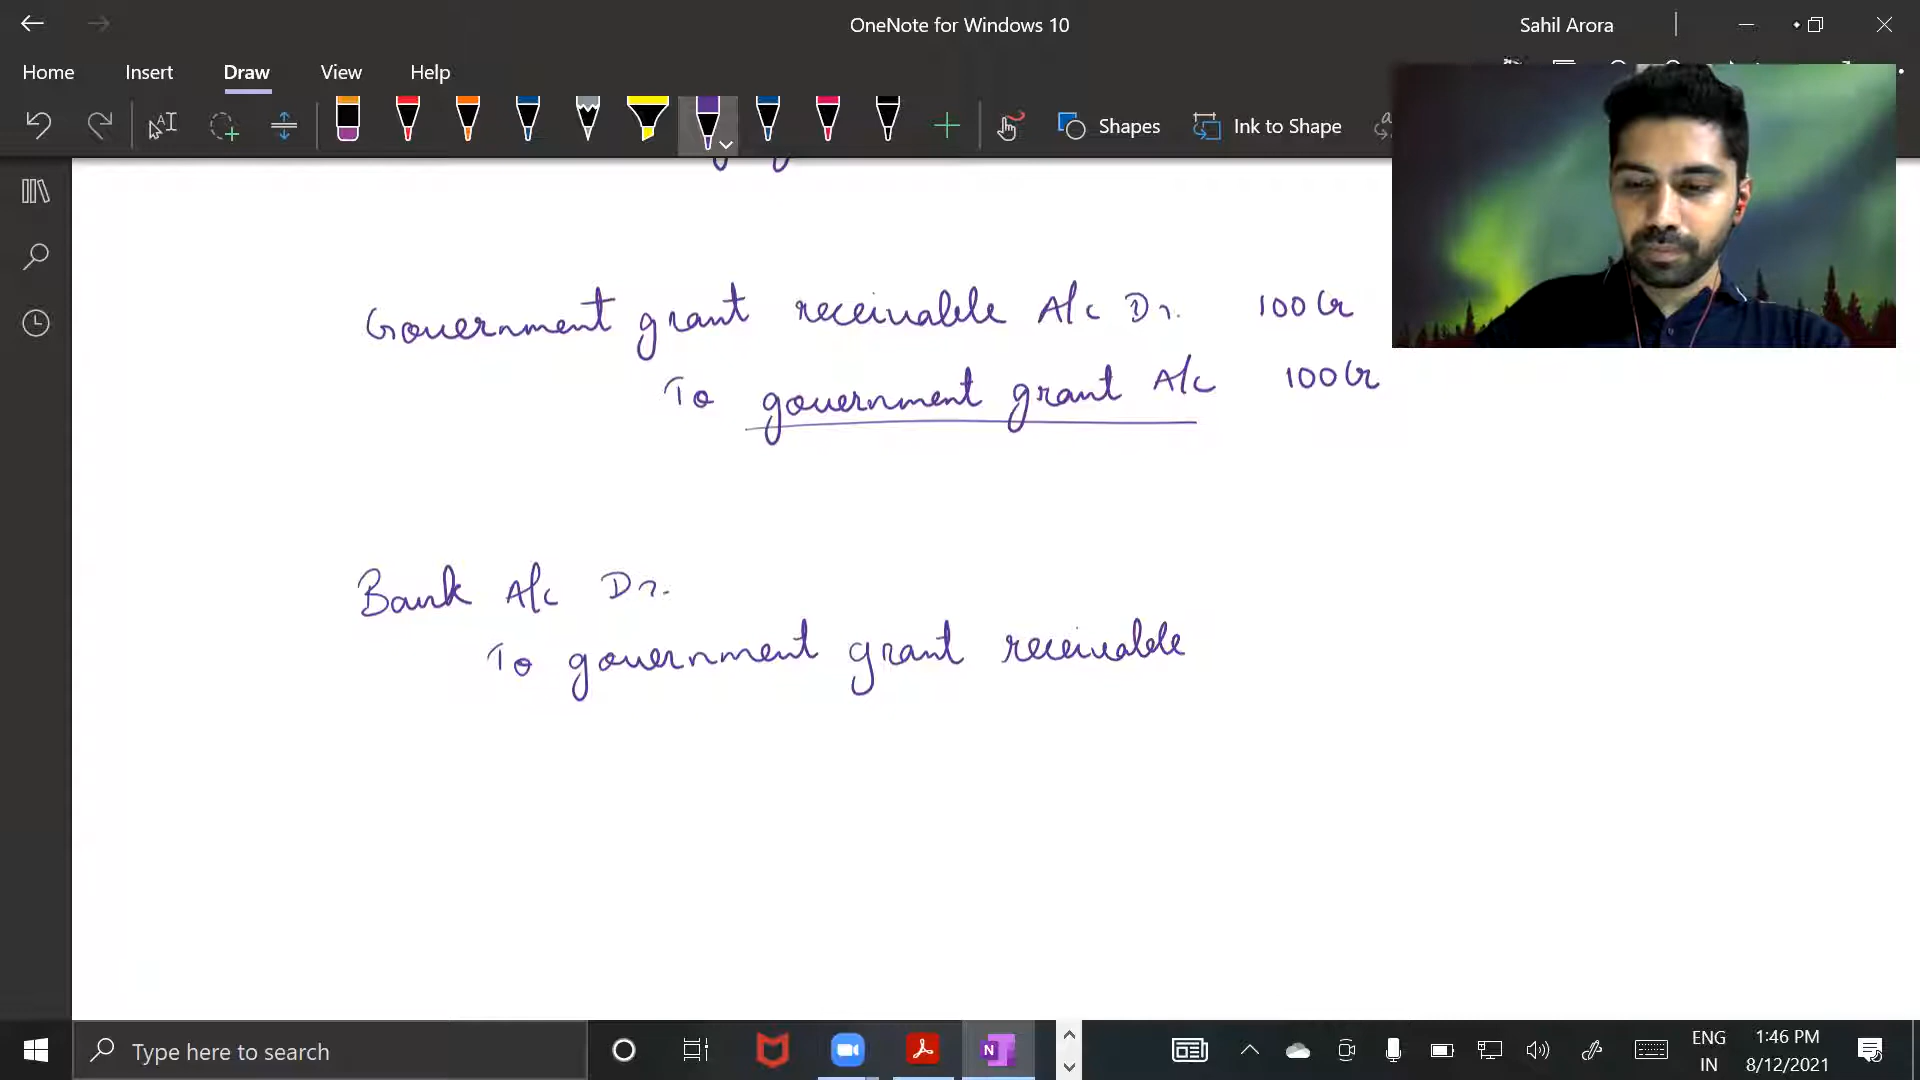 OneNote for Windows 10
Sahil Arora
Home Insert Draw View Help
Shapes
Ink to Shape
Government grant receivable A/c Dr. 100 Cr
To government grant A/c 100 Cr
Bank A/c Dr.
To government grant receivable
Type here to search
N
ENG
IN
1:46 PM
8/12/2021